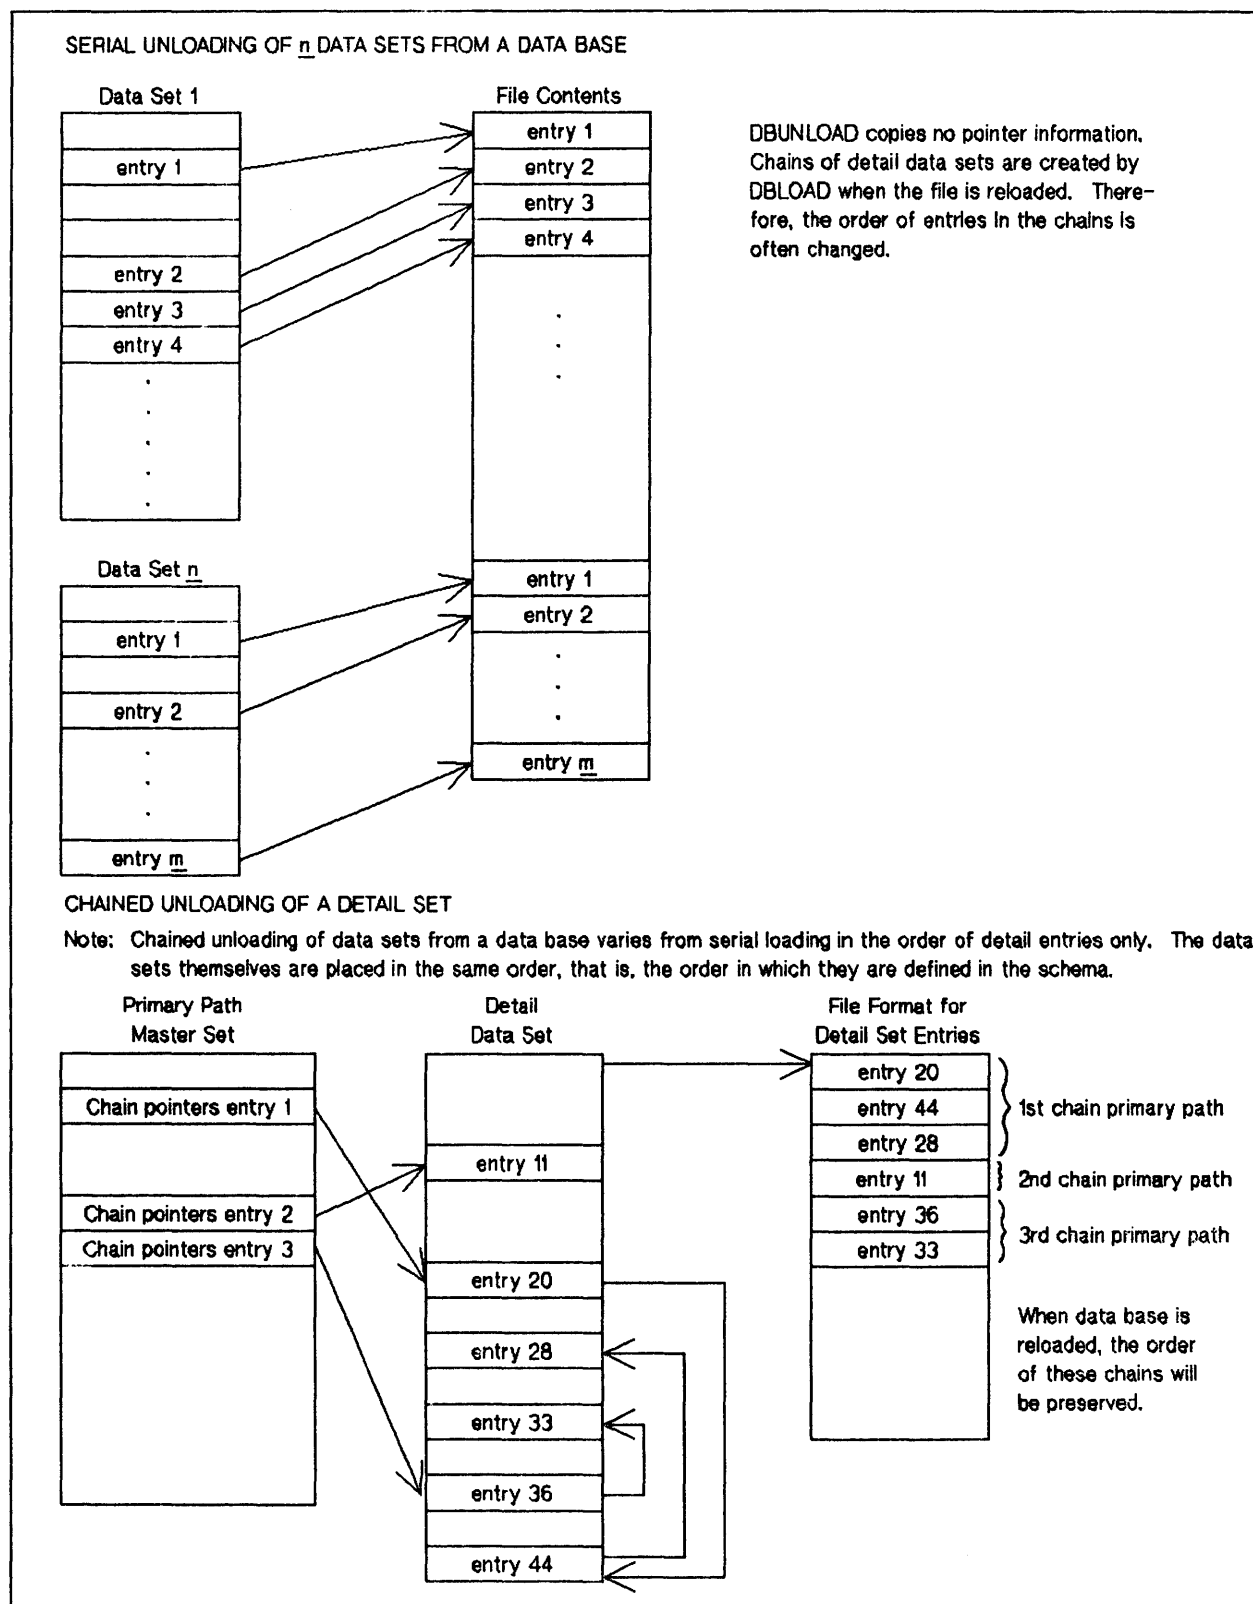 SERIAL UNLOADING OF n DATA SETS FROM A DATA BASE
Data Set 1
entry 1
entry 2
entry 3
entry 4
File Contents
entry 1
entry 2
entry 3
entry 4
DBUNLOAD copies no pointer information.
Chains of detail data sets are created by
DBLOAD when the file is reloaded. There-
fore, the order of entries in the chains is
often changed.
Data Set n
entry 1
entry 2
entry m
entry 1
entry 2
entry m
CHAINED UNLOADING OF A DETAIL SET
Note: Chained unloading of data sets from a data base varies from serial loading in the order of detail entries only. The data
sets themselves are placed in the same order, that is, the order in which they are defined in the schema.
Primary Path
Master Set
Chain pointers entry 1
Chain pointers entry 2
Chain pointers entry 3
Detail
Data Set
entry 11
entry 20
entry 28
entry 33
entry 36
entry 44
File Format for
Detail Set Entries
entry 20
entry 44
entry 28
entry 11
entry 36
entry 33
1st chain primary path
2nd chain primary path
3rd chain primary path
When data base is
reloaded, the order
of these chains will
be preserved.